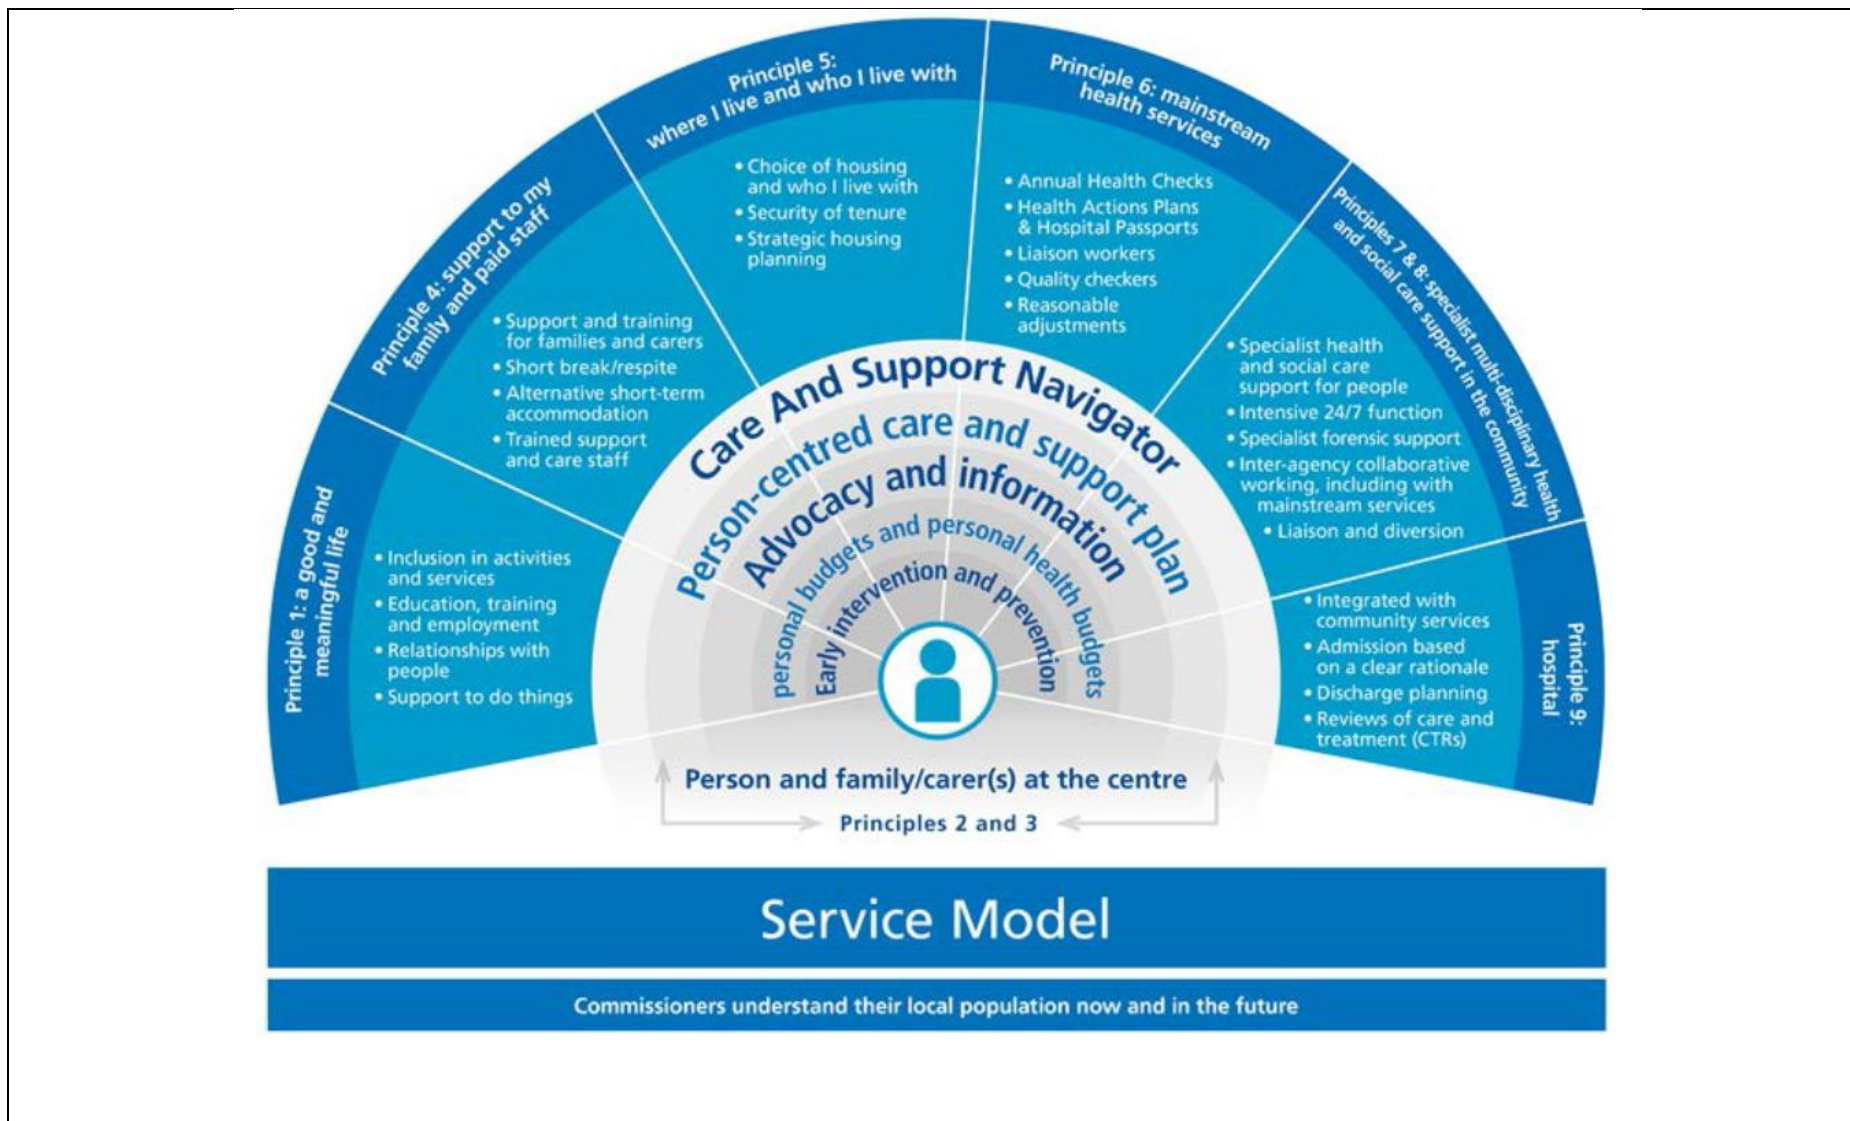 Principle 1: a good and
meaningful life
• Inclusion in activities
and services
• Education, training
and employment
• Relationships with
people
• Support to do things
Principle 4: support to my
family and paid staff
• Support and training
for families and carers
• Short break/respite
• Alternative short-term
accommodation
• Trained support
and care staff
Principle 5:
where I live and who I live with
• Choice of housing
and who I live with
• Security of tenure
• Strategic housing
planning
Principle 6: mainstream
health services
• Annual Health Checks
• Health Actions Plans
& Hospital Passports
• Liaison workers
• Quality checkers
• Reasonable
adjustments
Principles 7 & 8: specialist multi-disciplinary health
and social care support in the community
• Specialist health
and social care
support for people
• Intensive 24/7 function
• Specialist forensic support
• Inter-agency collaborative
working, including with
mainstream services
• Liaison and diversion
Principle 9:
hospital
• Integrated with
community services
• Admission based
on a clear rationale
• Discharge planning
• Reviews of care and
treatment (CTRs)
Care And Support Navigator
Person-centred care and support plan
Advocacy and information
personal budgets and personal health budgets
Early intervention and prevention
Person and family/carer(s) at the centre
Principles 2 and 3
Service Model
Commissioners understand their local population now and in the future